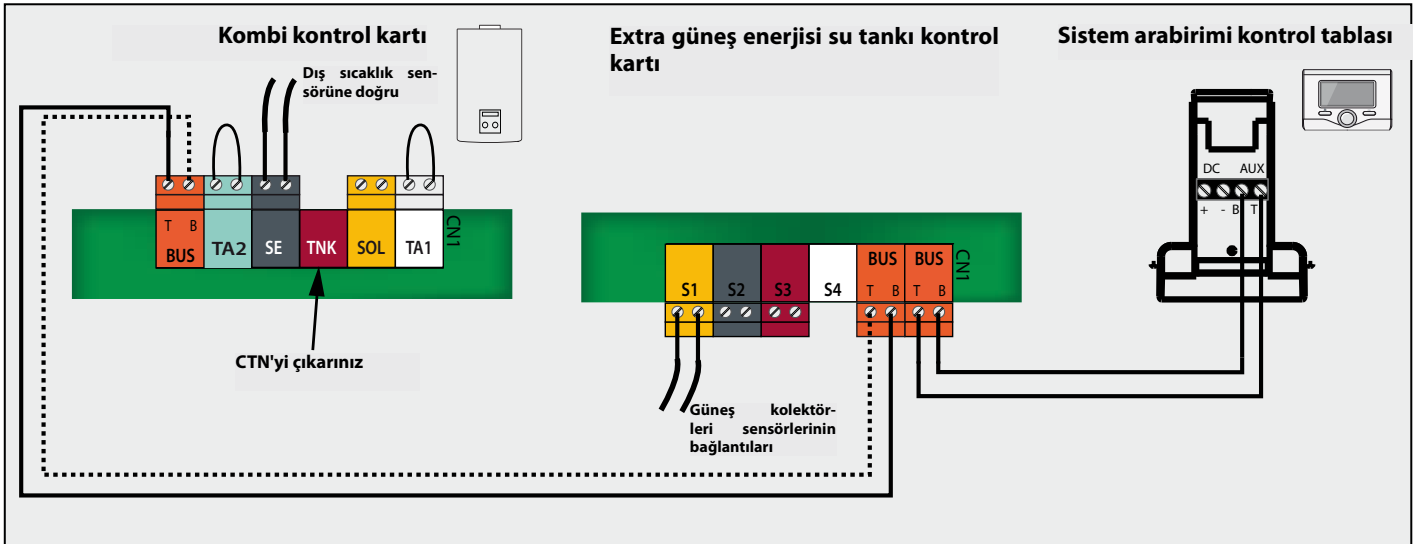 Kombi kontrol kartı
Dış sıcaklık sen-
sörüne doğru
T B
BUS
TA2
SE
TNK
SOL
TA1
CN1
CTN'yi çıkarınız
Extra güneş enerjisi su tankı kontrol
kartı
S1
S2
S3
S4
BUS BUS
T B T B
CN1
Güneş kolektör-
leri sensörlerinin
bağlantıları
Sistem arabirimi kontrol tablası
DC AUX
+ - B T